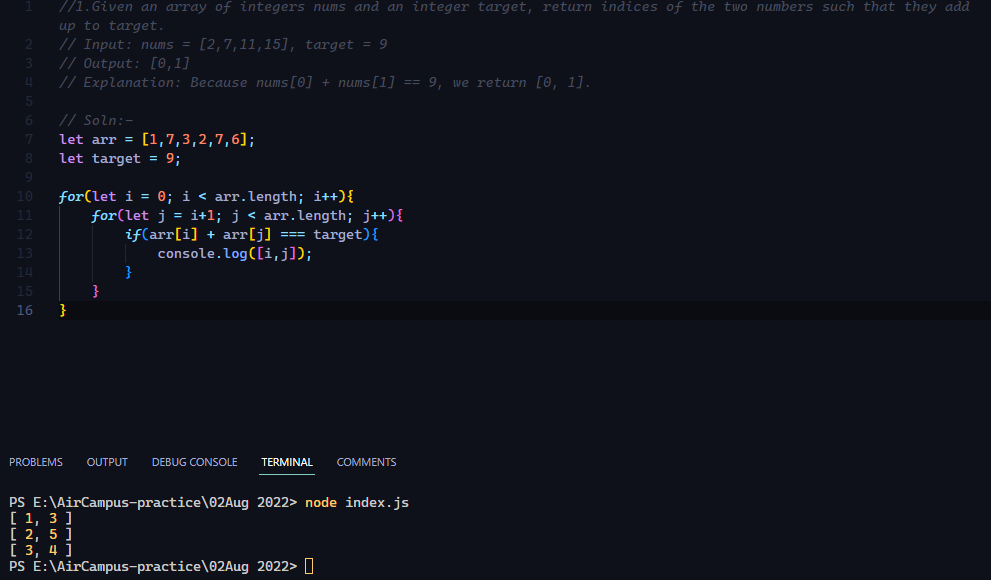 1 //1.Given an array of integers nums and an integer target, return indices of the two numbers such that they add
up to target.
2 // Input: nums = [2,7,11,15], target = 9
3 // Output: [0,1]
4 // Explanation: Because nums[0] + nums[1] == 9, we return [0, 1].
5
6 // Soln:-
7 let arr = [1,7,3,2,7,6];
8 let target = 9;
9
10 for(let i = 0; i < arr.length; i++){
11     for(let j = i+1; j < arr.length; j++){
12         if(arr[i] + arr[j] === target){
13             console.log([i,j]);
14         }
15     }
16 }
PROBLEMS OUTPUT DEBUG CONSOLE TERMINAL COMMENTS
PS E:\AirCampus-practice\02Aug 2022> node index.js
[ 1, 3 ]
[ 2, 5 ]
[ 3, 4 ]
PS E:\AirCampus-practice\02Aug 2022>